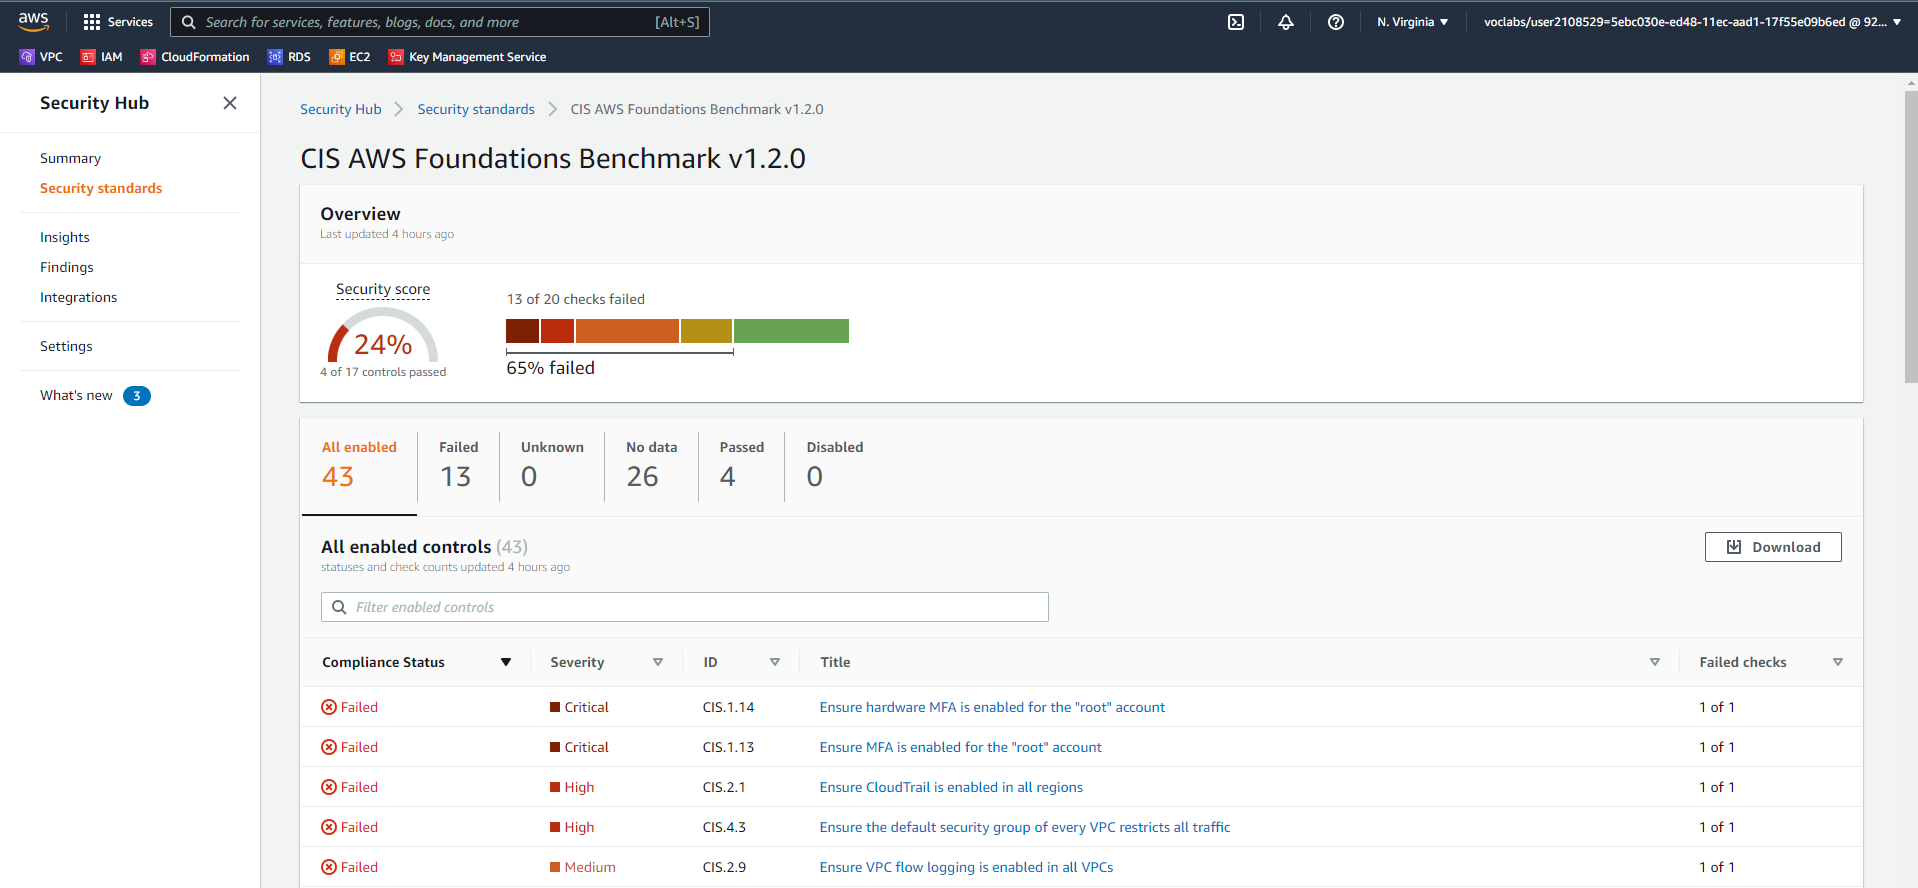 aws
Services
Search for services, features, blogs, docs, and more [Alt+S]
N. Virginia
voclabs/user2108529=5ebc030e-ed48-11ec-aad1-17f55e09b6ed @ 92...
VPC IAM CloudFormation RDS EC2 Key Management Service
Security Hub
Summary
Security standards
Insights
Findings
Integrations
Settings
What's new 3
Security Hub Security standards CIS AWS Foundations Benchmark v1.2.0
CIS AWS Foundations Benchmark v1.2.0
Overview
Last updated 4 hours ago
Security score
24%
4 of 17 controls passed
13 of 20 checks failed
65% failed
All enabled Failed Unknown No data Passed Disabled
43 13 0 26 4 0
All enabled controls (43)
statuses and check counts updated 4 hours ago
Download
Filter enabled controls
Compliance Status Severity ID Title Failed checks
Failed Critical CIS.1.14 Ensure hardware MFA is enabled for the "root" account 1 of 1
Failed Critical CIS.1.13 Ensure MFA is enabled for the "root" account 1 of 1
Failed High CIS.2.1 Ensure CloudTrail is enabled in all regions 1 of 1
Failed High CIS.4.3 Ensure the default security group of every VPC restricts all traffic 1 of 1
Failed Medium CIS.2.9 Ensure VPC flow logging is enabled in all VPCs 1 of 1